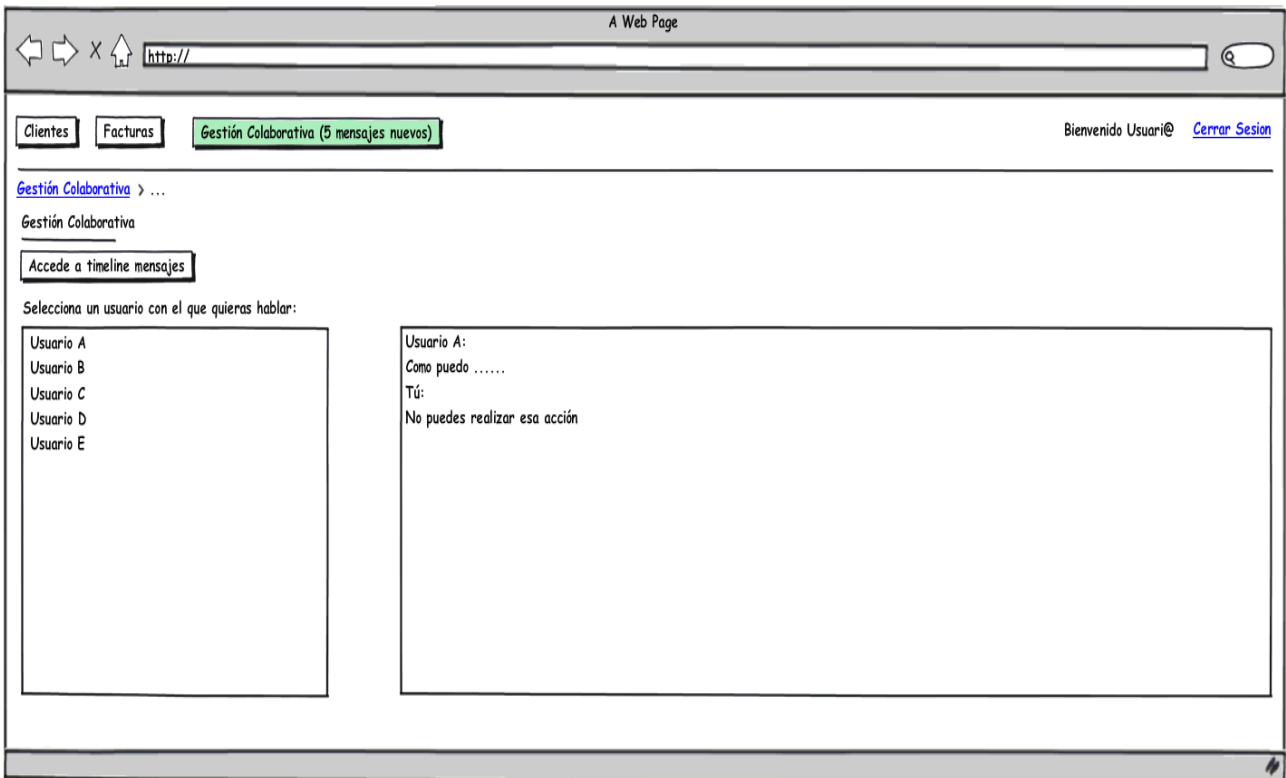 A Web Page
http://
Clientes Facturas Gestión Colaborativa (5 mensajes nuevos) Bienvenido Usuari@ Cerrar Sesion
Gestión Colaborativa > ...
Gestión Colaborativa
Accede a timeline mensajes
Selecciona un usuario con el que quieras hablar:
Usuario A
Usuario B
Usuario C
Usuario D
Usuario E
Usuario A:
Como puedo ......
Tú:
No puedes realizar esa acción